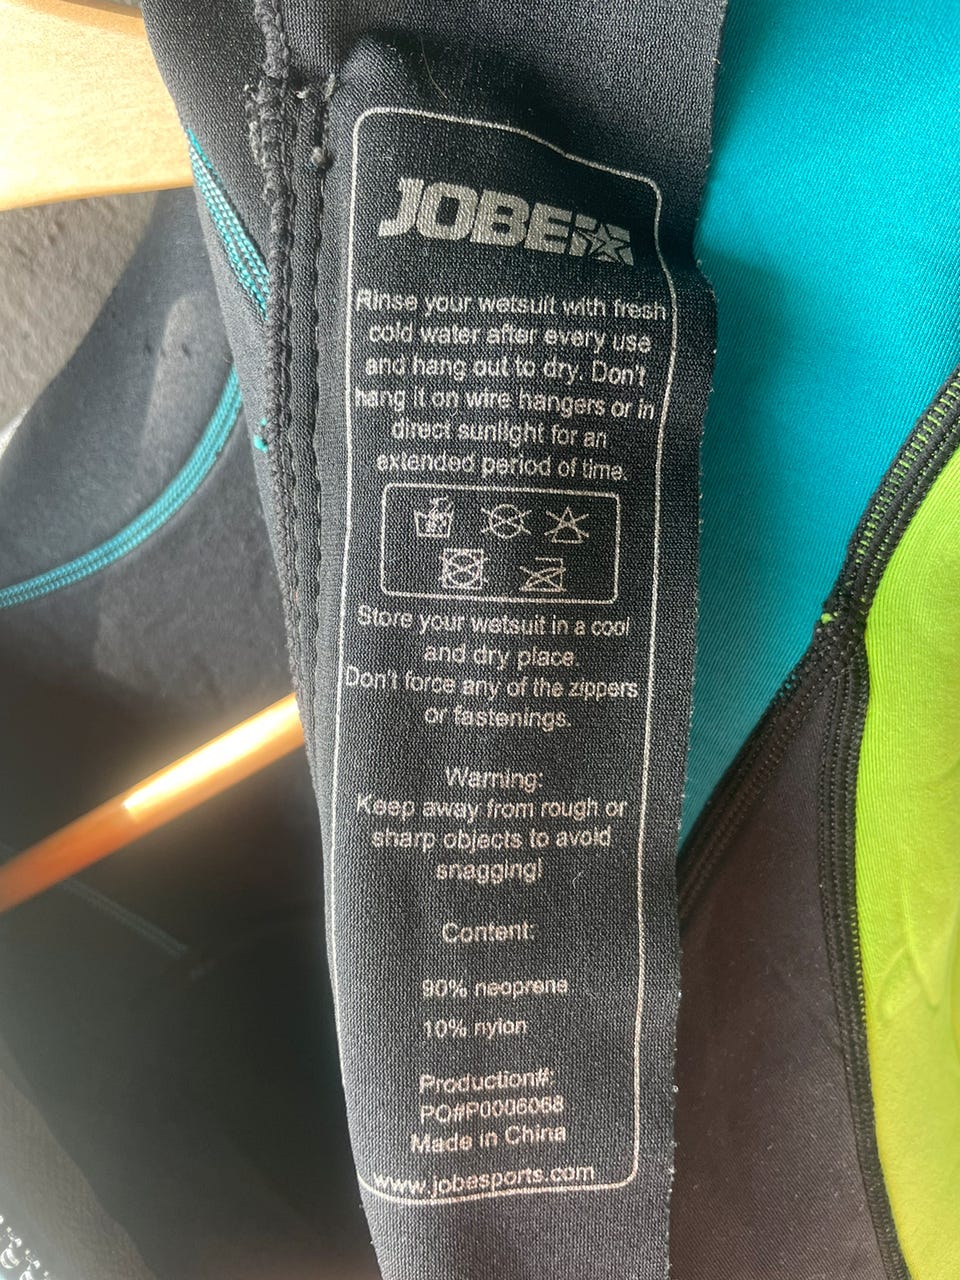 JOBE
Rinse your wetsuit with fresh
cold water after every use
and hang out to dry. Don't
hang it on wire hangers or in
direct sunlight for an
extended period of time.
Store your wetsuit in a cool
and dry place.
Don't force any of the zippers
or fastenings.
Warning:
Keep away from rough or
sharp objects to avoid
snagging!
Content:
90% neoprene
10% nylon
Production#:
PO#P0006068
Made in China
www.jobesports.com